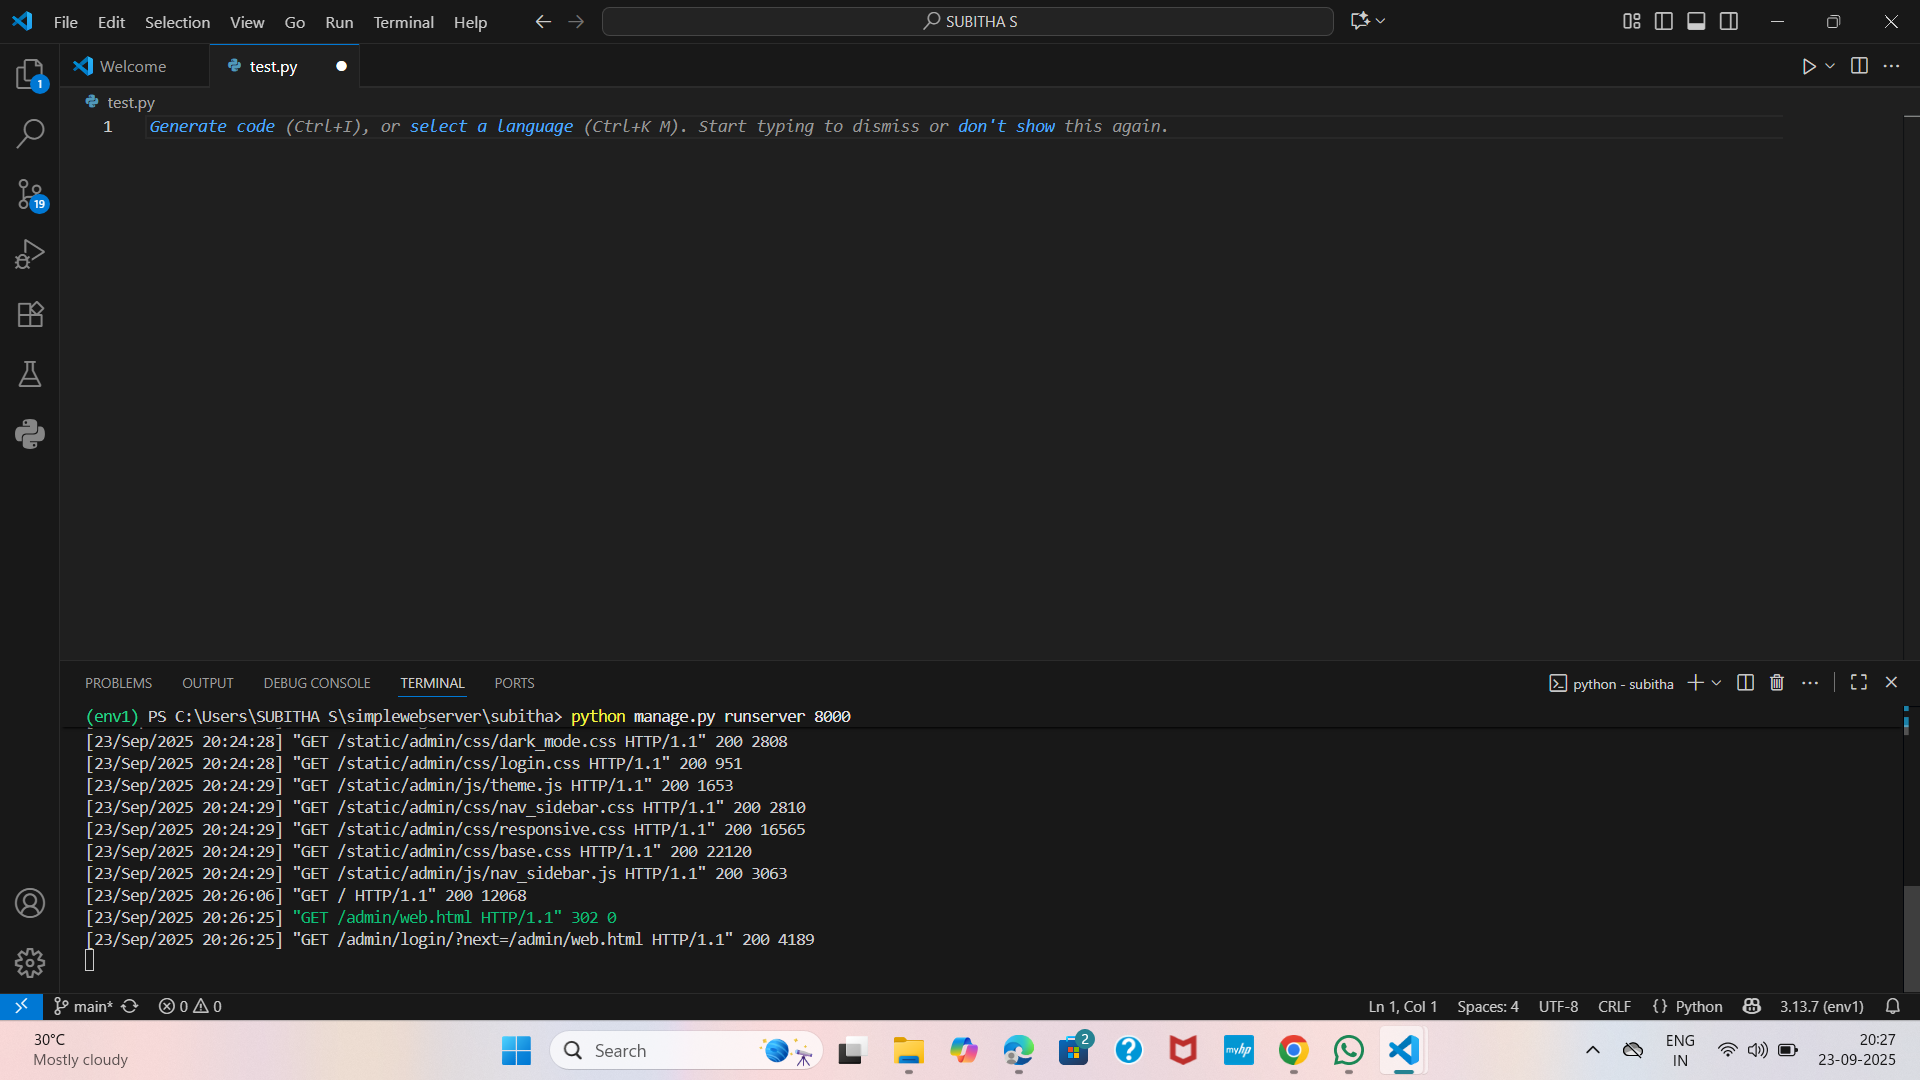 File Edit Selection View Go Run Terminal Help
SUBITHA S
Welcome
test.py
test.py
1
1 Generate code (Ctrl+I), or select a language (Ctrl+K M). Start typing to dismiss or don't show this again.
19
PROBLEMS OUTPUT DEBUG CONSOLE TERMINAL PORTS
python - subitha
(env1) PS C:\Users\SUBITHA S\simplewebserver\subitha> python manage.py runserver 8000
[23/Sep/2025 20:24:28] "GET /static/admin/css/dark_mode.css HTTP/1.1" 200 2808
[23/Sep/2025 20:24:28] "GET /static/admin/css/login.css HTTP/1.1" 200 951
[23/Sep/2025 20:24:29] "GET /static/admin/js/theme.js HTTP/1.1" 200 1653
[23/Sep/2025 20:24:29] "GET /static/admin/css/nav_sidebar.css HTTP/1.1" 200 2810
[23/Sep/2025 20:24:29] "GET /static/admin/css/responsive.css HTTP/1.1" 200 16565
[23/Sep/2025 20:24:29] "GET /static/admin/css/base.css HTTP/1.1" 200 22120
[23/Sep/2025 20:24:29] "GET /static/admin/js/nav_sidebar.js HTTP/1.1" 200 3063
[23/Sep/2025 20:26:06] "GET / HTTP/1.1" 200 12068
[23/Sep/2025 20:26:25] "GET /admin/web.html HTTP/1.1" 302 0
[23/Sep/2025 20:26:25] "GET /admin/login/?next=/admin/web.html HTTP/1.1" 200 4189
main* 0 0
Ln 1, Col 1 Spaces: 4 UTF-8 CRLF {} Python 3.13.7 (env1)
30°C
Mostly cloudy
Search
2
?
myhp
ENG
IN
20:27
23-09-2025